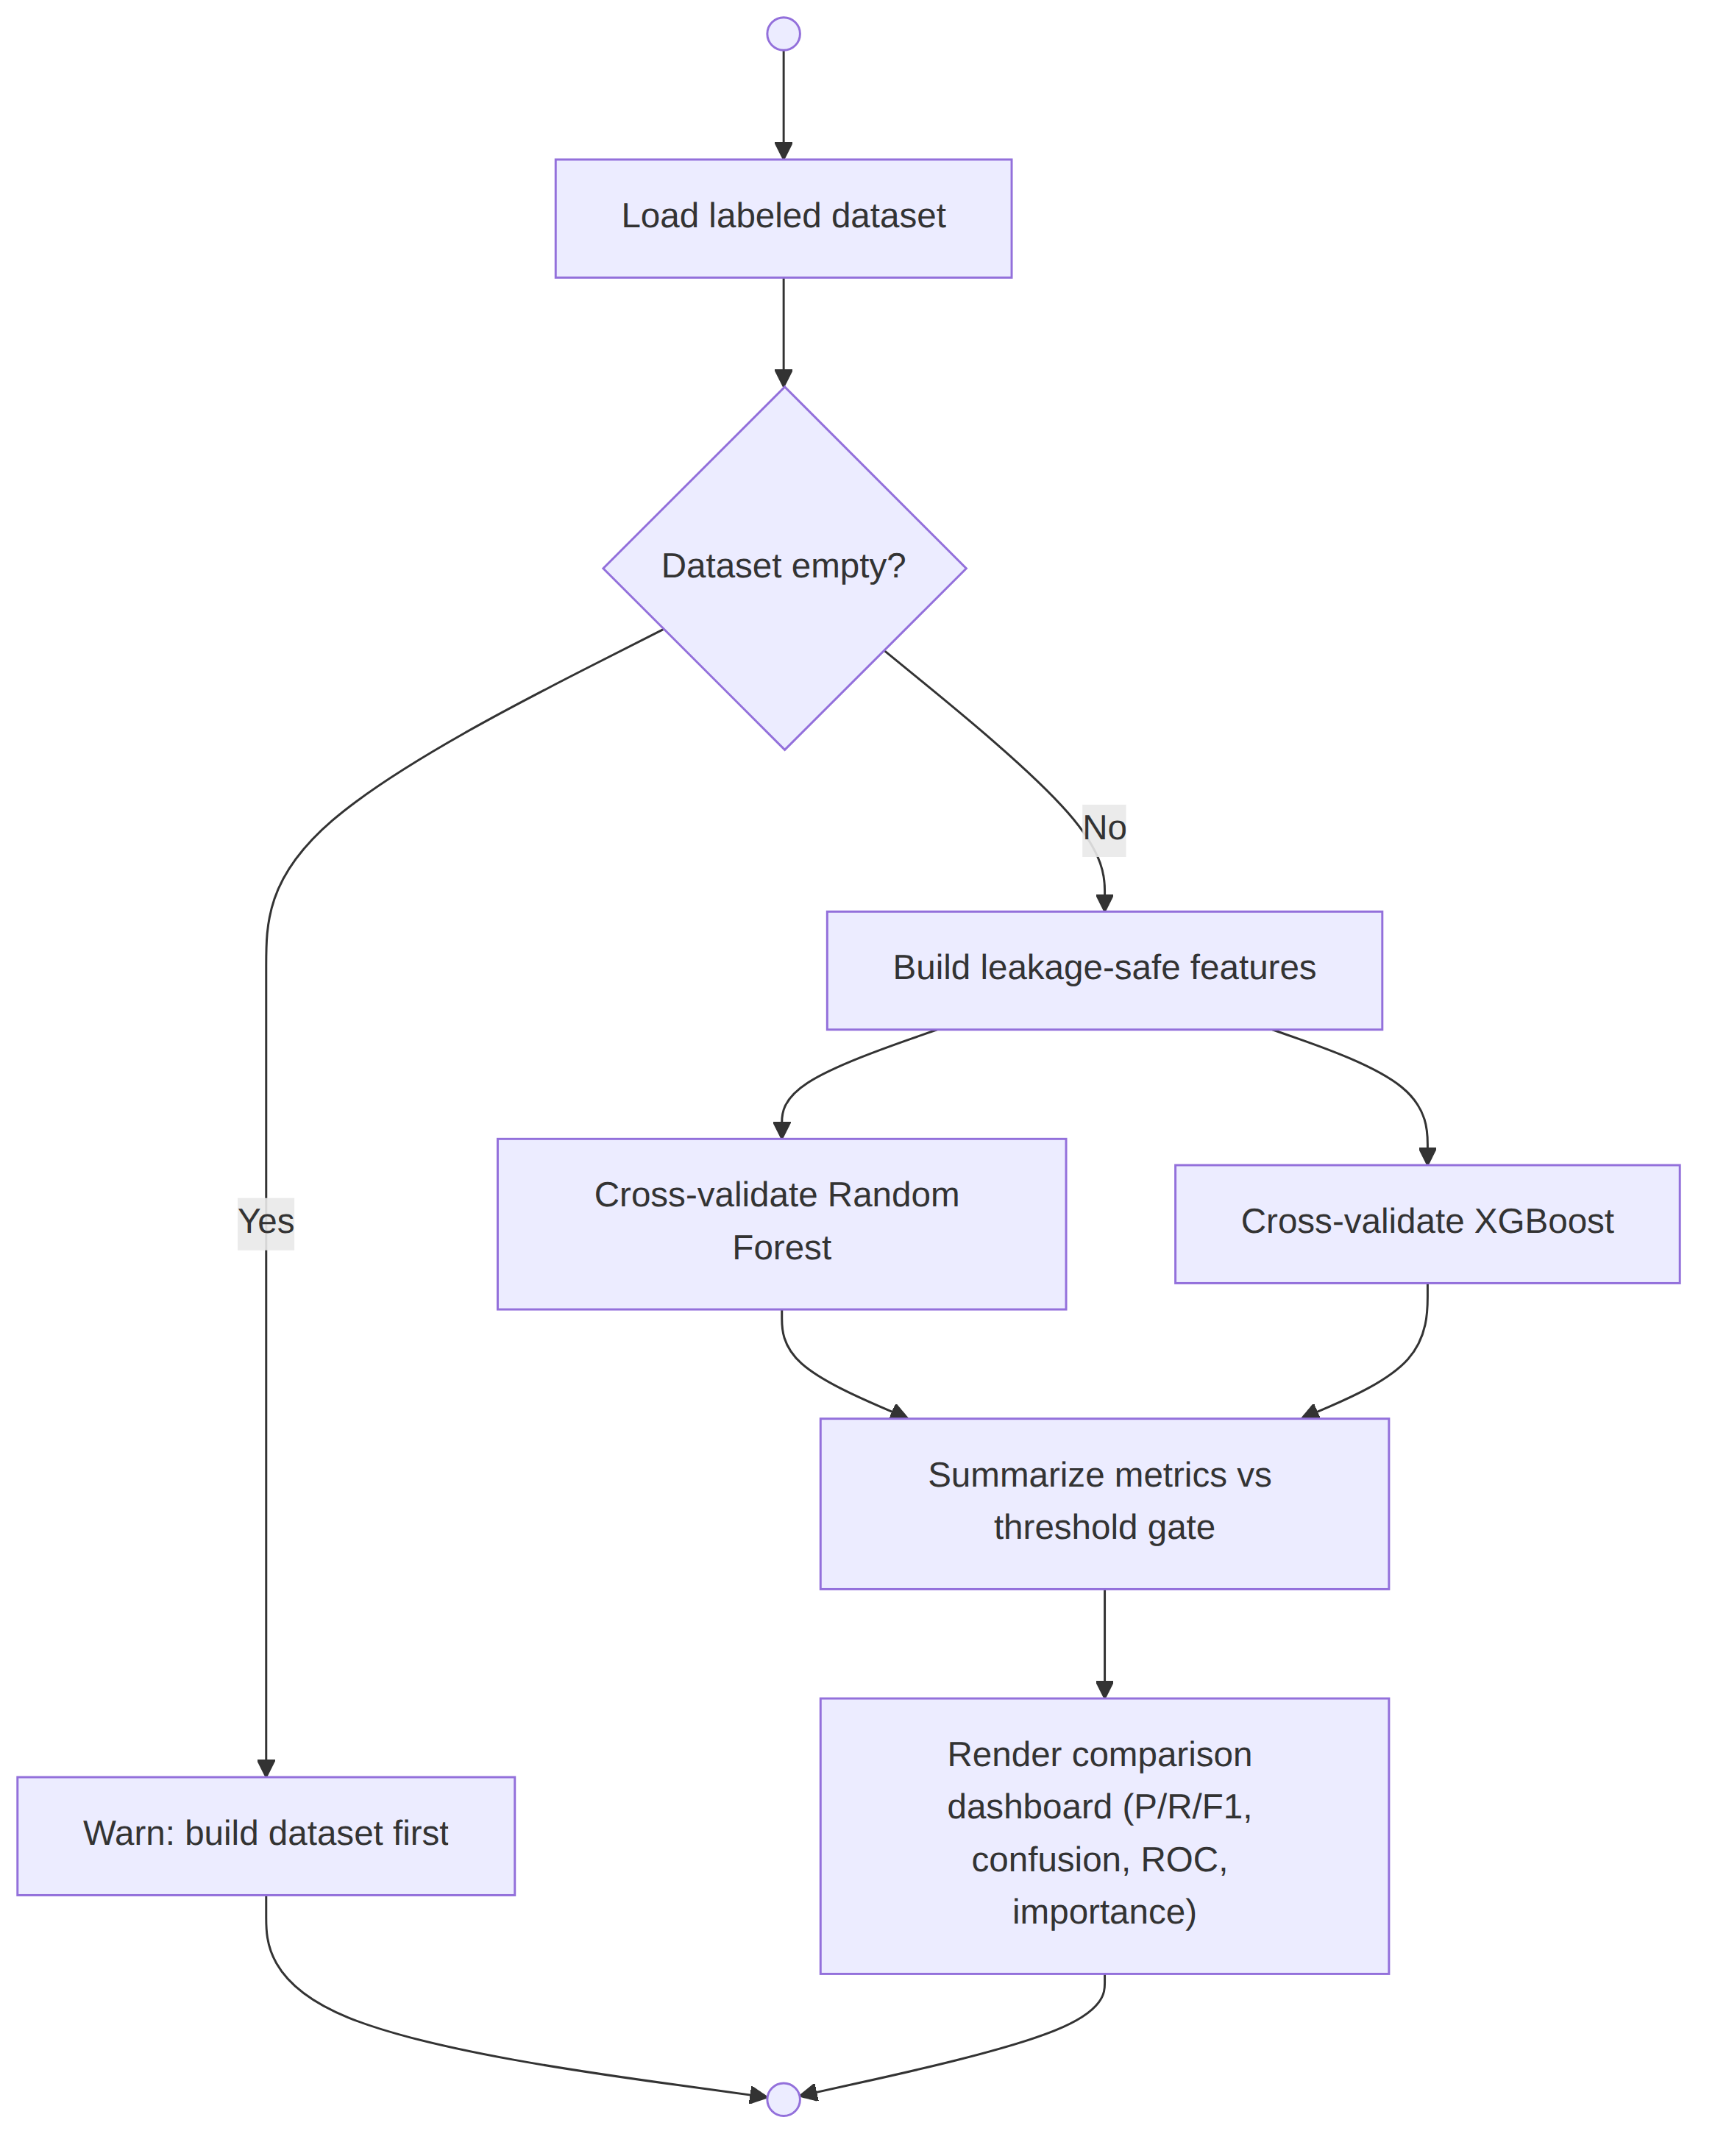 Load labeled dataset
Dataset empty?
No
Build leakage-safe features
Cross-validate Random
Forest
Cross-validate XGBoost
Yes
Summarize metrics vs
threshold gate
Render comparison
dashboard (P/R/F1,
confusion, ROC,
importance)
Warn: build dataset first